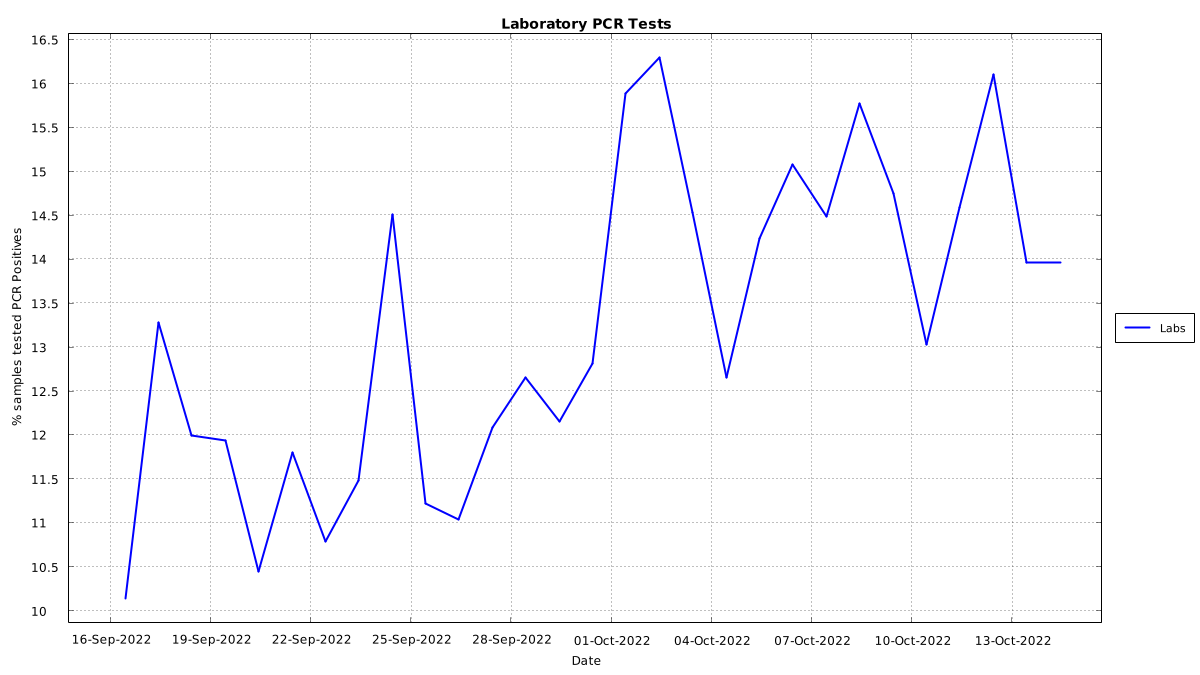 Laboratory PCR Tests
16.5
16
15.5
15
14.5
14
13.5
13
12.5
12
11.5
11
10.5
10
% samples tested PCR Positives
16-Sep-2022 19-Sep-2022 22-Sep-2022 25-Sep-2022 28-Sep-2022 01-Oct-2022 04-Oct-2022 07-Oct-2022 10-Oct-2022 13-Oct-2022
Date
Labs